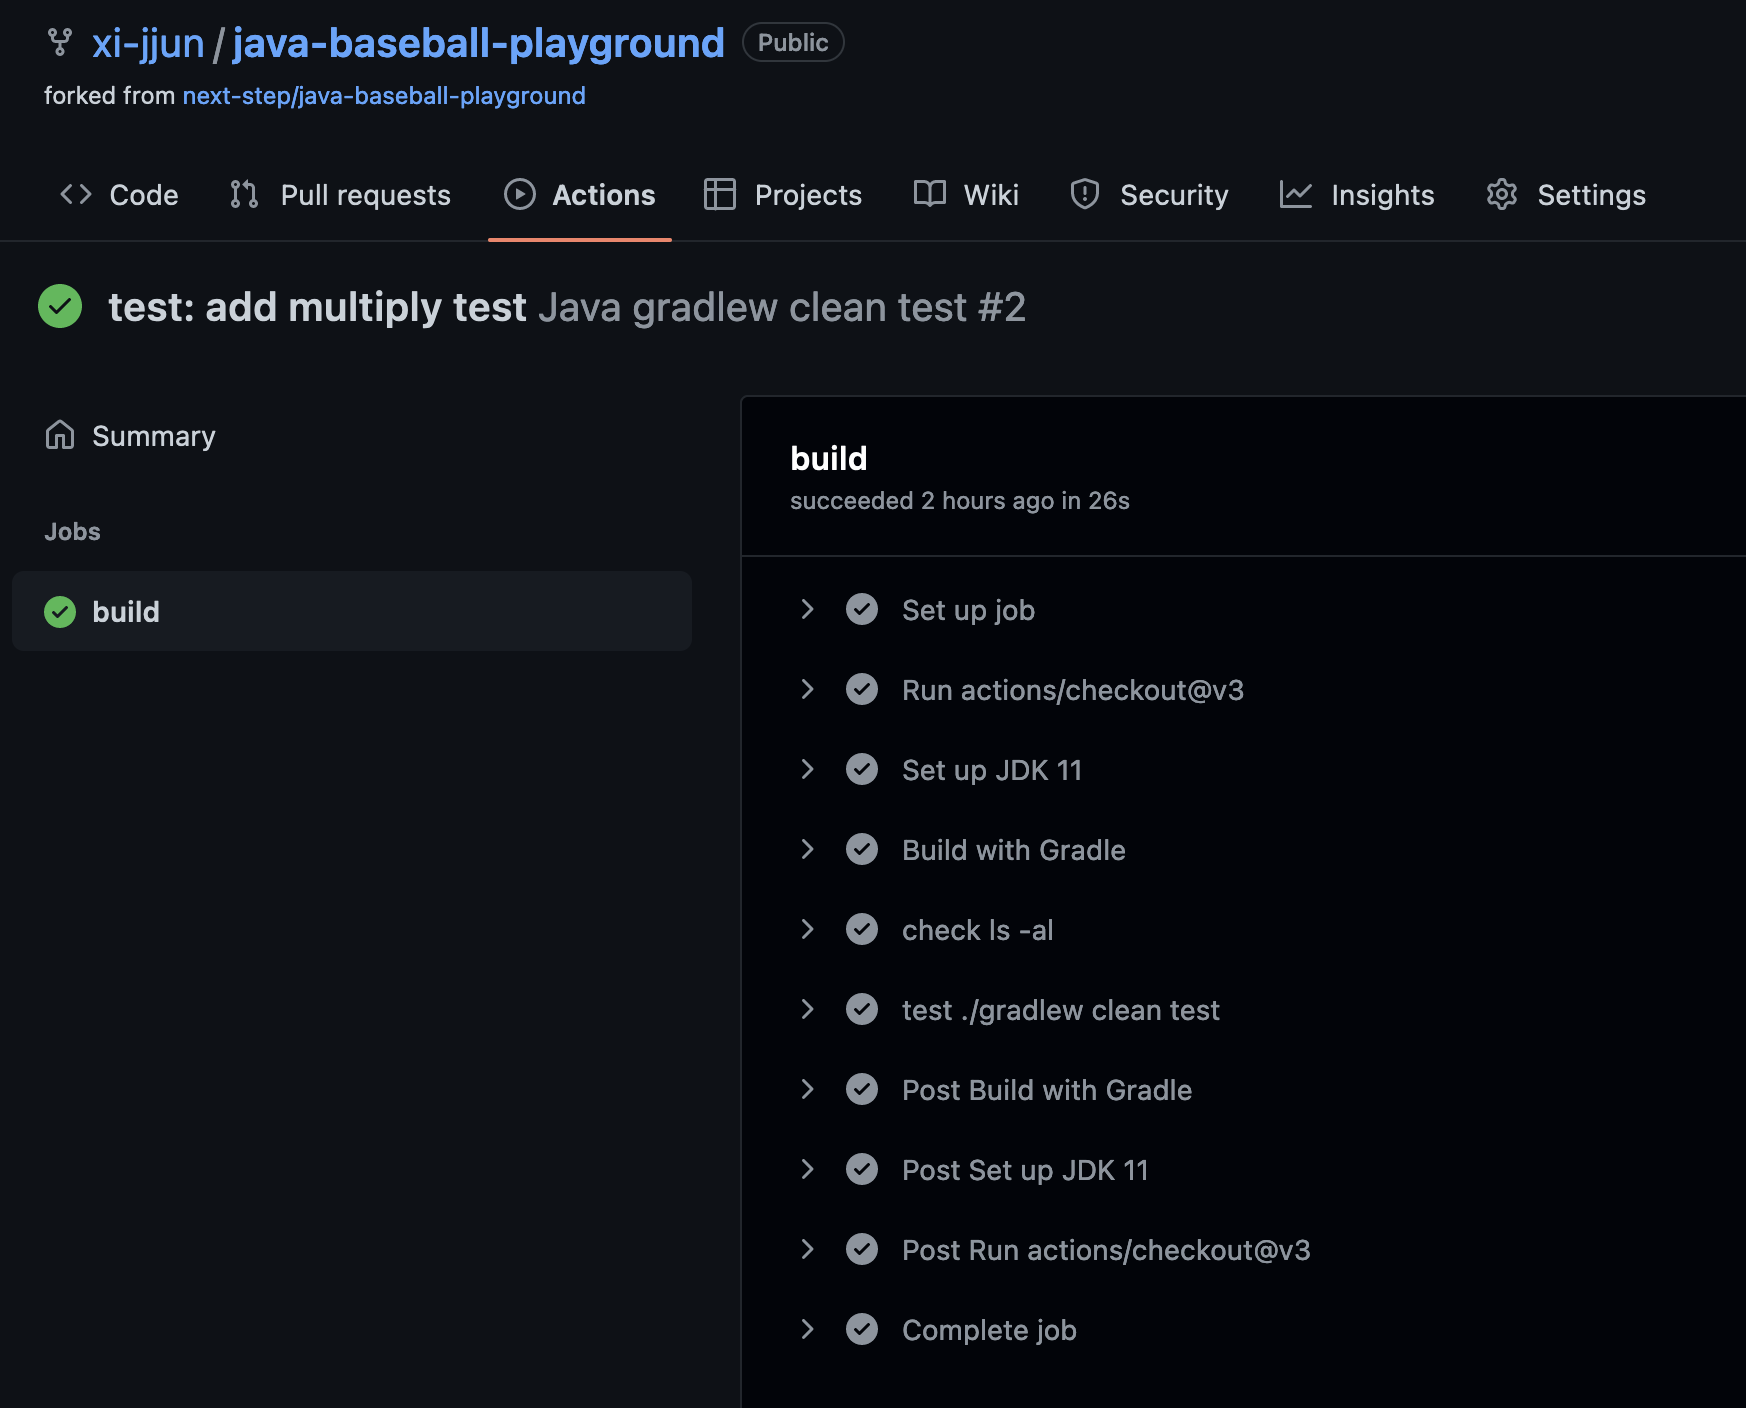 xi-jjun / java-baseball-playground Public
forked from next-step/java-baseball-playground
Code Pull requests Actions Projects Wiki Security Insights Settings
test: add multiply test Java gradlew clean test #2
Summary
Jobs
build
build
succeeded 2 hours ago in 26s
Set up job
Run actions/checkout@v3
Set up JDK 11
Build with Gradle
check ls -al
test ./gradlew clean test
Post Build with Gradle
Post Set up JDK 11
Post Run actions/checkout@v3
Complete job